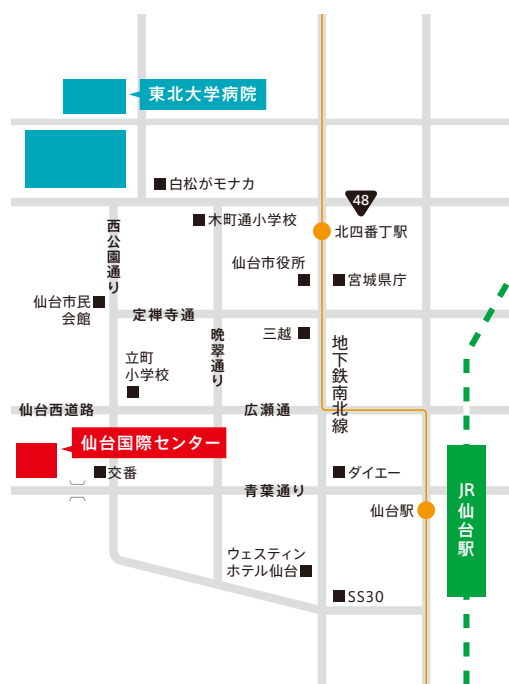 東北大学病院
白松がモナカ
48
木町通小学校
北四番丁駅
西公園通り
仙台市役所
宮城県庁
仙台市民
会館
定禅寺通
三越
晩翠通り
地下鉄南北線
立町
小学校
仙台西道路
広瀬通
仙台国際センター
交番
ダイエー
青葉通り
仙台駅
JR仙台駅
ウェスティン
ホテル仙台
SS30